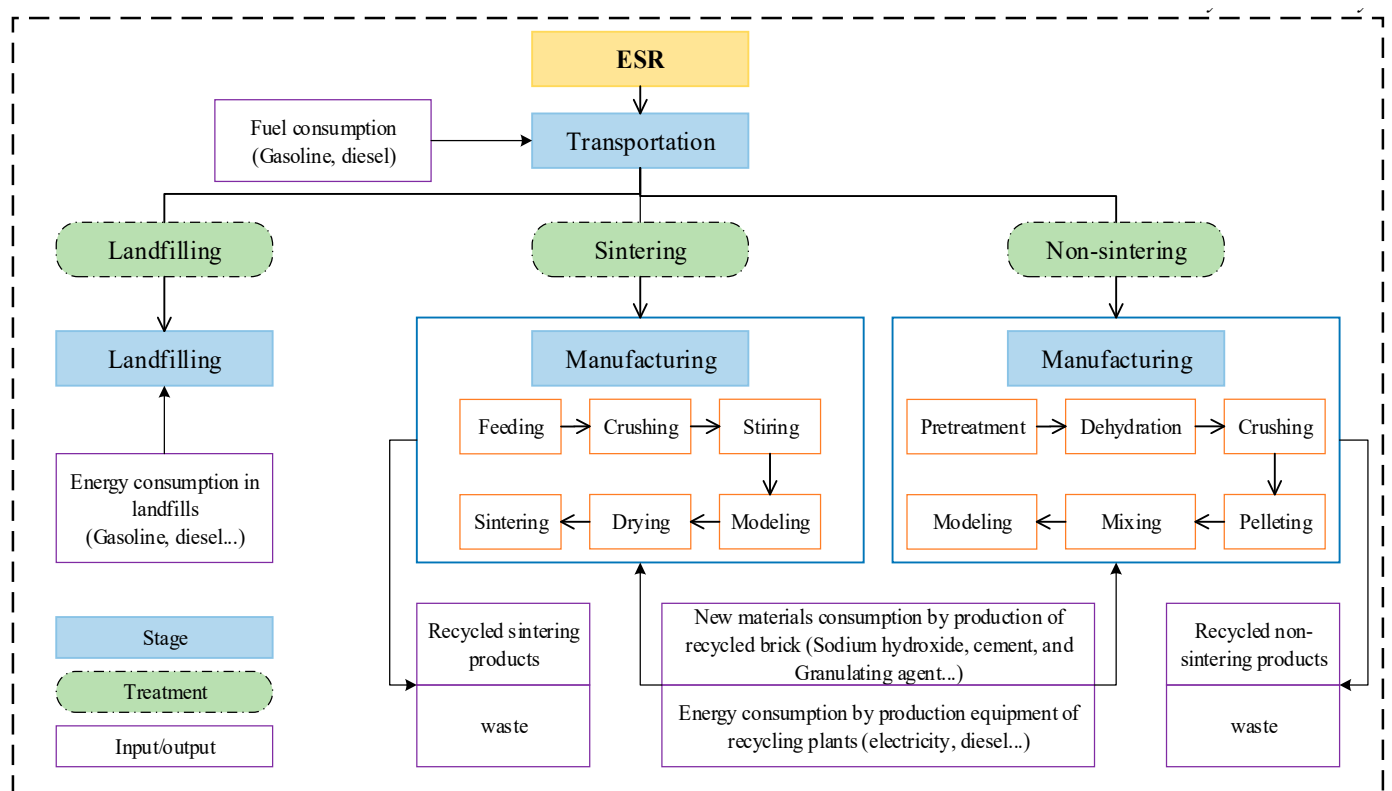 ESR
Fuel consumption
(Gasoline, diesel)
Transportation
Landfilling
Sintering
Non-sintering
Landfilling
Manufacturing
Manufacturing
Feeding
Crushing
Stiring
Pretreatment
Dehydration
Crushing
Energy consumption in
landfills
(Gasoline, diesel...)
Sintering
Drying
Modeling
Modeling
Mixing
Pelleting
Stage
Treatment
Input/output
Recycled sintering
products
waste
New materials consumption by production of
recycled brick (Sodium hydroxide, cement, and
Granulating agent...)
Energy consumption by production equipment of
recycling plants (electricity, diesel...)
Recycled non-
sintering products
waste